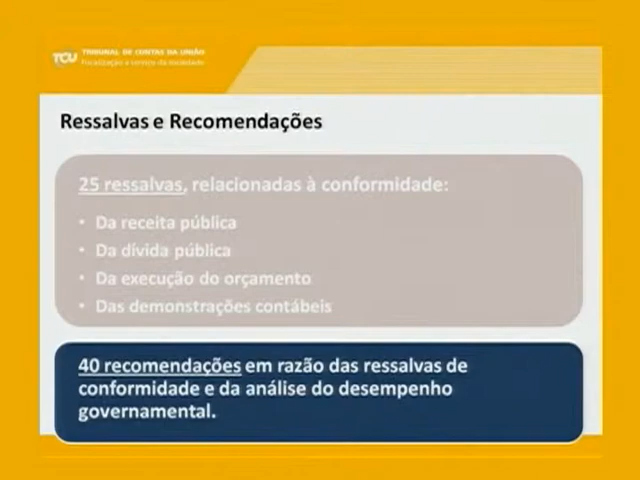 TCU TRIBUNAL DE CONTAS DA UNIÃO
Fiscalização a serviço da sociedade
Ressalvas e Recomendações
25 ressalvas, relacionadas à conformidade:
• Da receita pública
• Da dívida pública
• Da execução do orçamento
• Das demonstrações contábeis
40 recomendações em razão das ressalvas de
conformidade e da análise do desempenho
governamental.